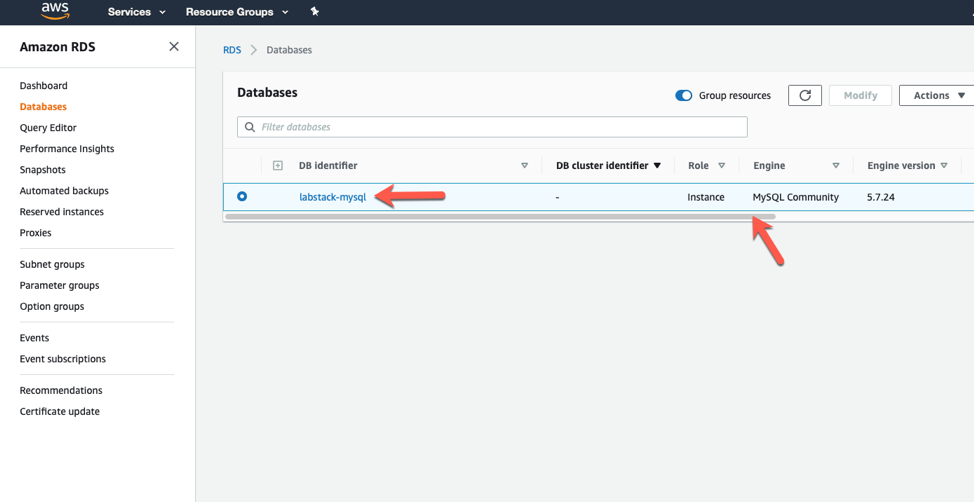 aws
Services
Resource Groups
Amazon RDS
Dashboard
Databases
Query Editor
Performance Insights
Snapshots
Automated backups
Reserved instances
Proxies
Subnet groups
Parameter groups
Option groups
Events
Event subscriptions
Recommendations
Certificate update
RDS > Databases
Databases
Group resources
Modify
Actions
Filter databases
DB identifier DB cluster identifier Role Engine Engine version
labstack-mysql - Instance MySQL Community 5.7.24